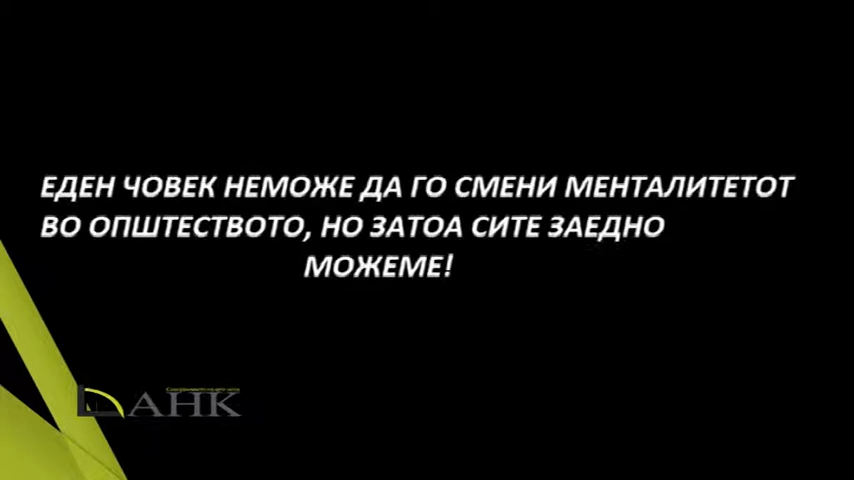 ЕДЕН ЧОВЕК НЕМОЖЕ ДА ГО СМЕНИ МЕНТАЛИТЕТОТ
ВО ОПШТЕСТВОТО, НО ЗАТОА СИТЕ ЗАЕДНО
МОЖЕМЕ!
АНК